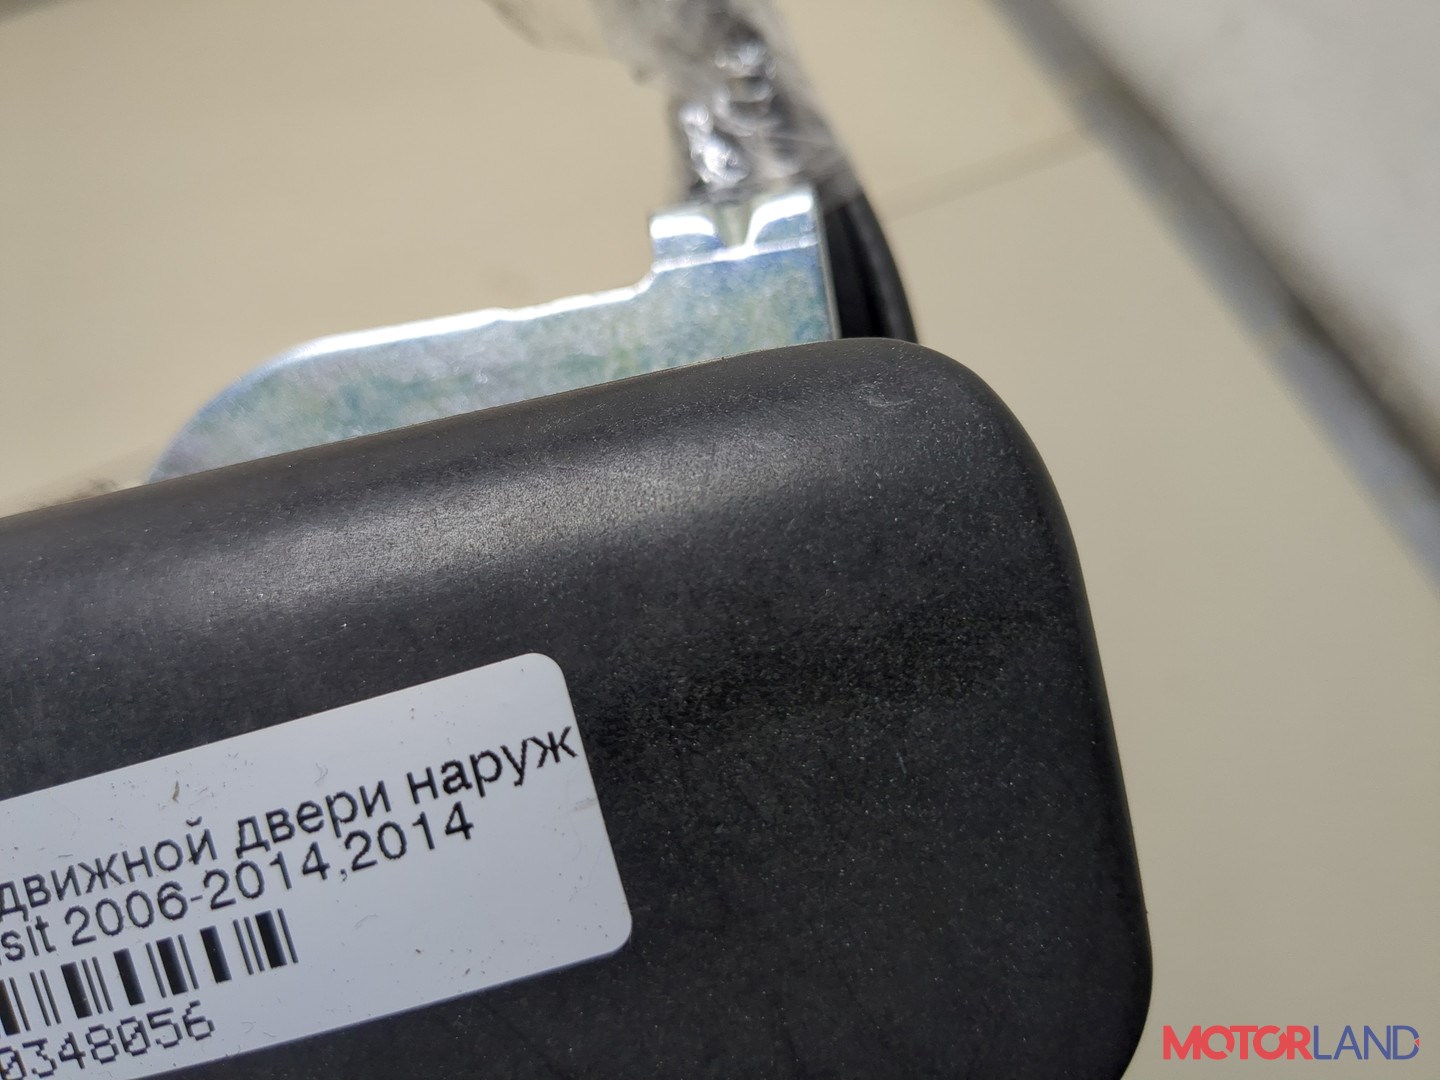 движной двери наруж
sit 2006-2014,2014
0348056
MOTORLAND